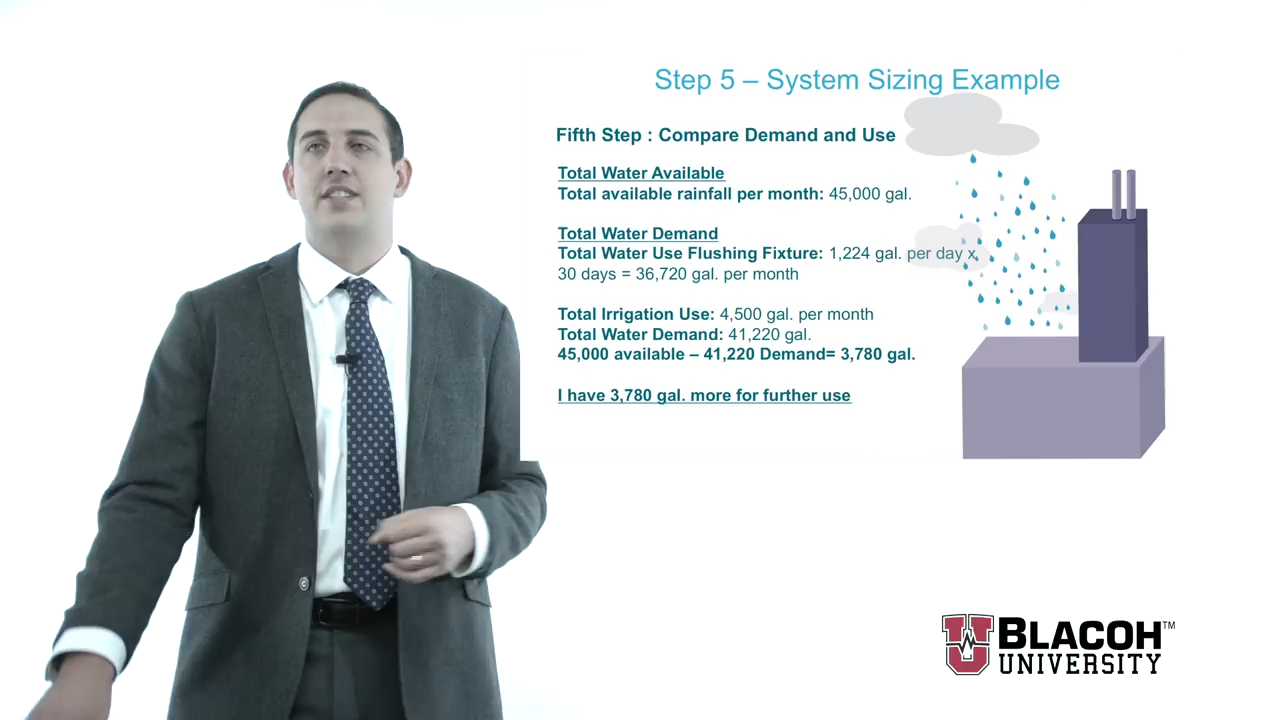 Step 5 – System Sizing Example
Fifth Step : Compare Demand and Use
Total Water Available
Total available rainfall per month: 45,000 gal.
Total Water Demand
Total Water Use Flushing Fixture: 1,224 gal. per day x
30 days = 36,720 gal. per month
Total Irrigation Use: 4,500 gal. per month
Total Water Demand: 41,220 gal.
45,000 available – 41,220 Demand= 3,780 gal.
I have 3,780 gal. more for further use
U BLACOH™
UNIVERSITY